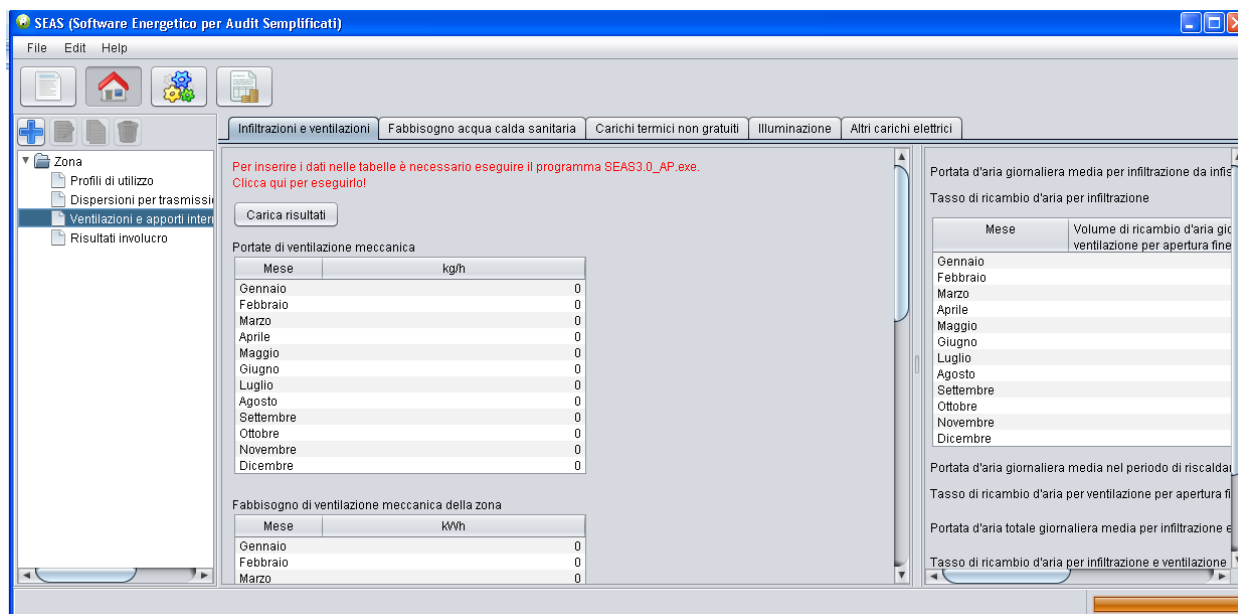 SEAS (Software Energetico per Audit Semplificati)
File Edit Help
Zona
Profili di utilizzo
Dispersioni per
Ventilazioni e apporti
Risultati involucro
Infiltrazioni e ventilazioni
Fabbisogno acqua calda sanitaria
Carichi termici non gratuiti
Illuminazione
Altri carichi elettrici
Per inserire i dati nelle tabelle è necessario eseguire il programma SEAS3.0_AP.exe.
Clicca qui per eseguirlo!
Carica risultati
Portate di ventilazione meccanica
Mese kg/h
Gennaio 0
Febbraio 0
Marzo 0
Aprile 0
Maggio 0
Giugno 0
Luglio 0
Agosto 0
Settembre 0
Ottobre 0
Novembre 0
Dicembre 0
Fabbisogno di ventilazione meccanica della zona
Mese kWh
Gennaio 0
Febbraio 0
Marzo 0
Portata d'aria giornaliera media per infiltrazione da
Tasso di ricambio d'aria per infiltrazione
Mese Volume di ricambio d'aria
ventilazione per apertura
Gennaio
Febbraio
Marzo
Aprile
Maggio
Giugno
Luglio
Agosto
Settembre
Ottobre
Novembre
Dicembre
Portata d'aria giornaliera media nel periodo di
Tasso di ricambio d'aria per ventilazione per apertura
Portata d'aria totale giornaliera media per infiltrazione e
Tasso di ricambio d'aria per infiltrazione e ventilazione